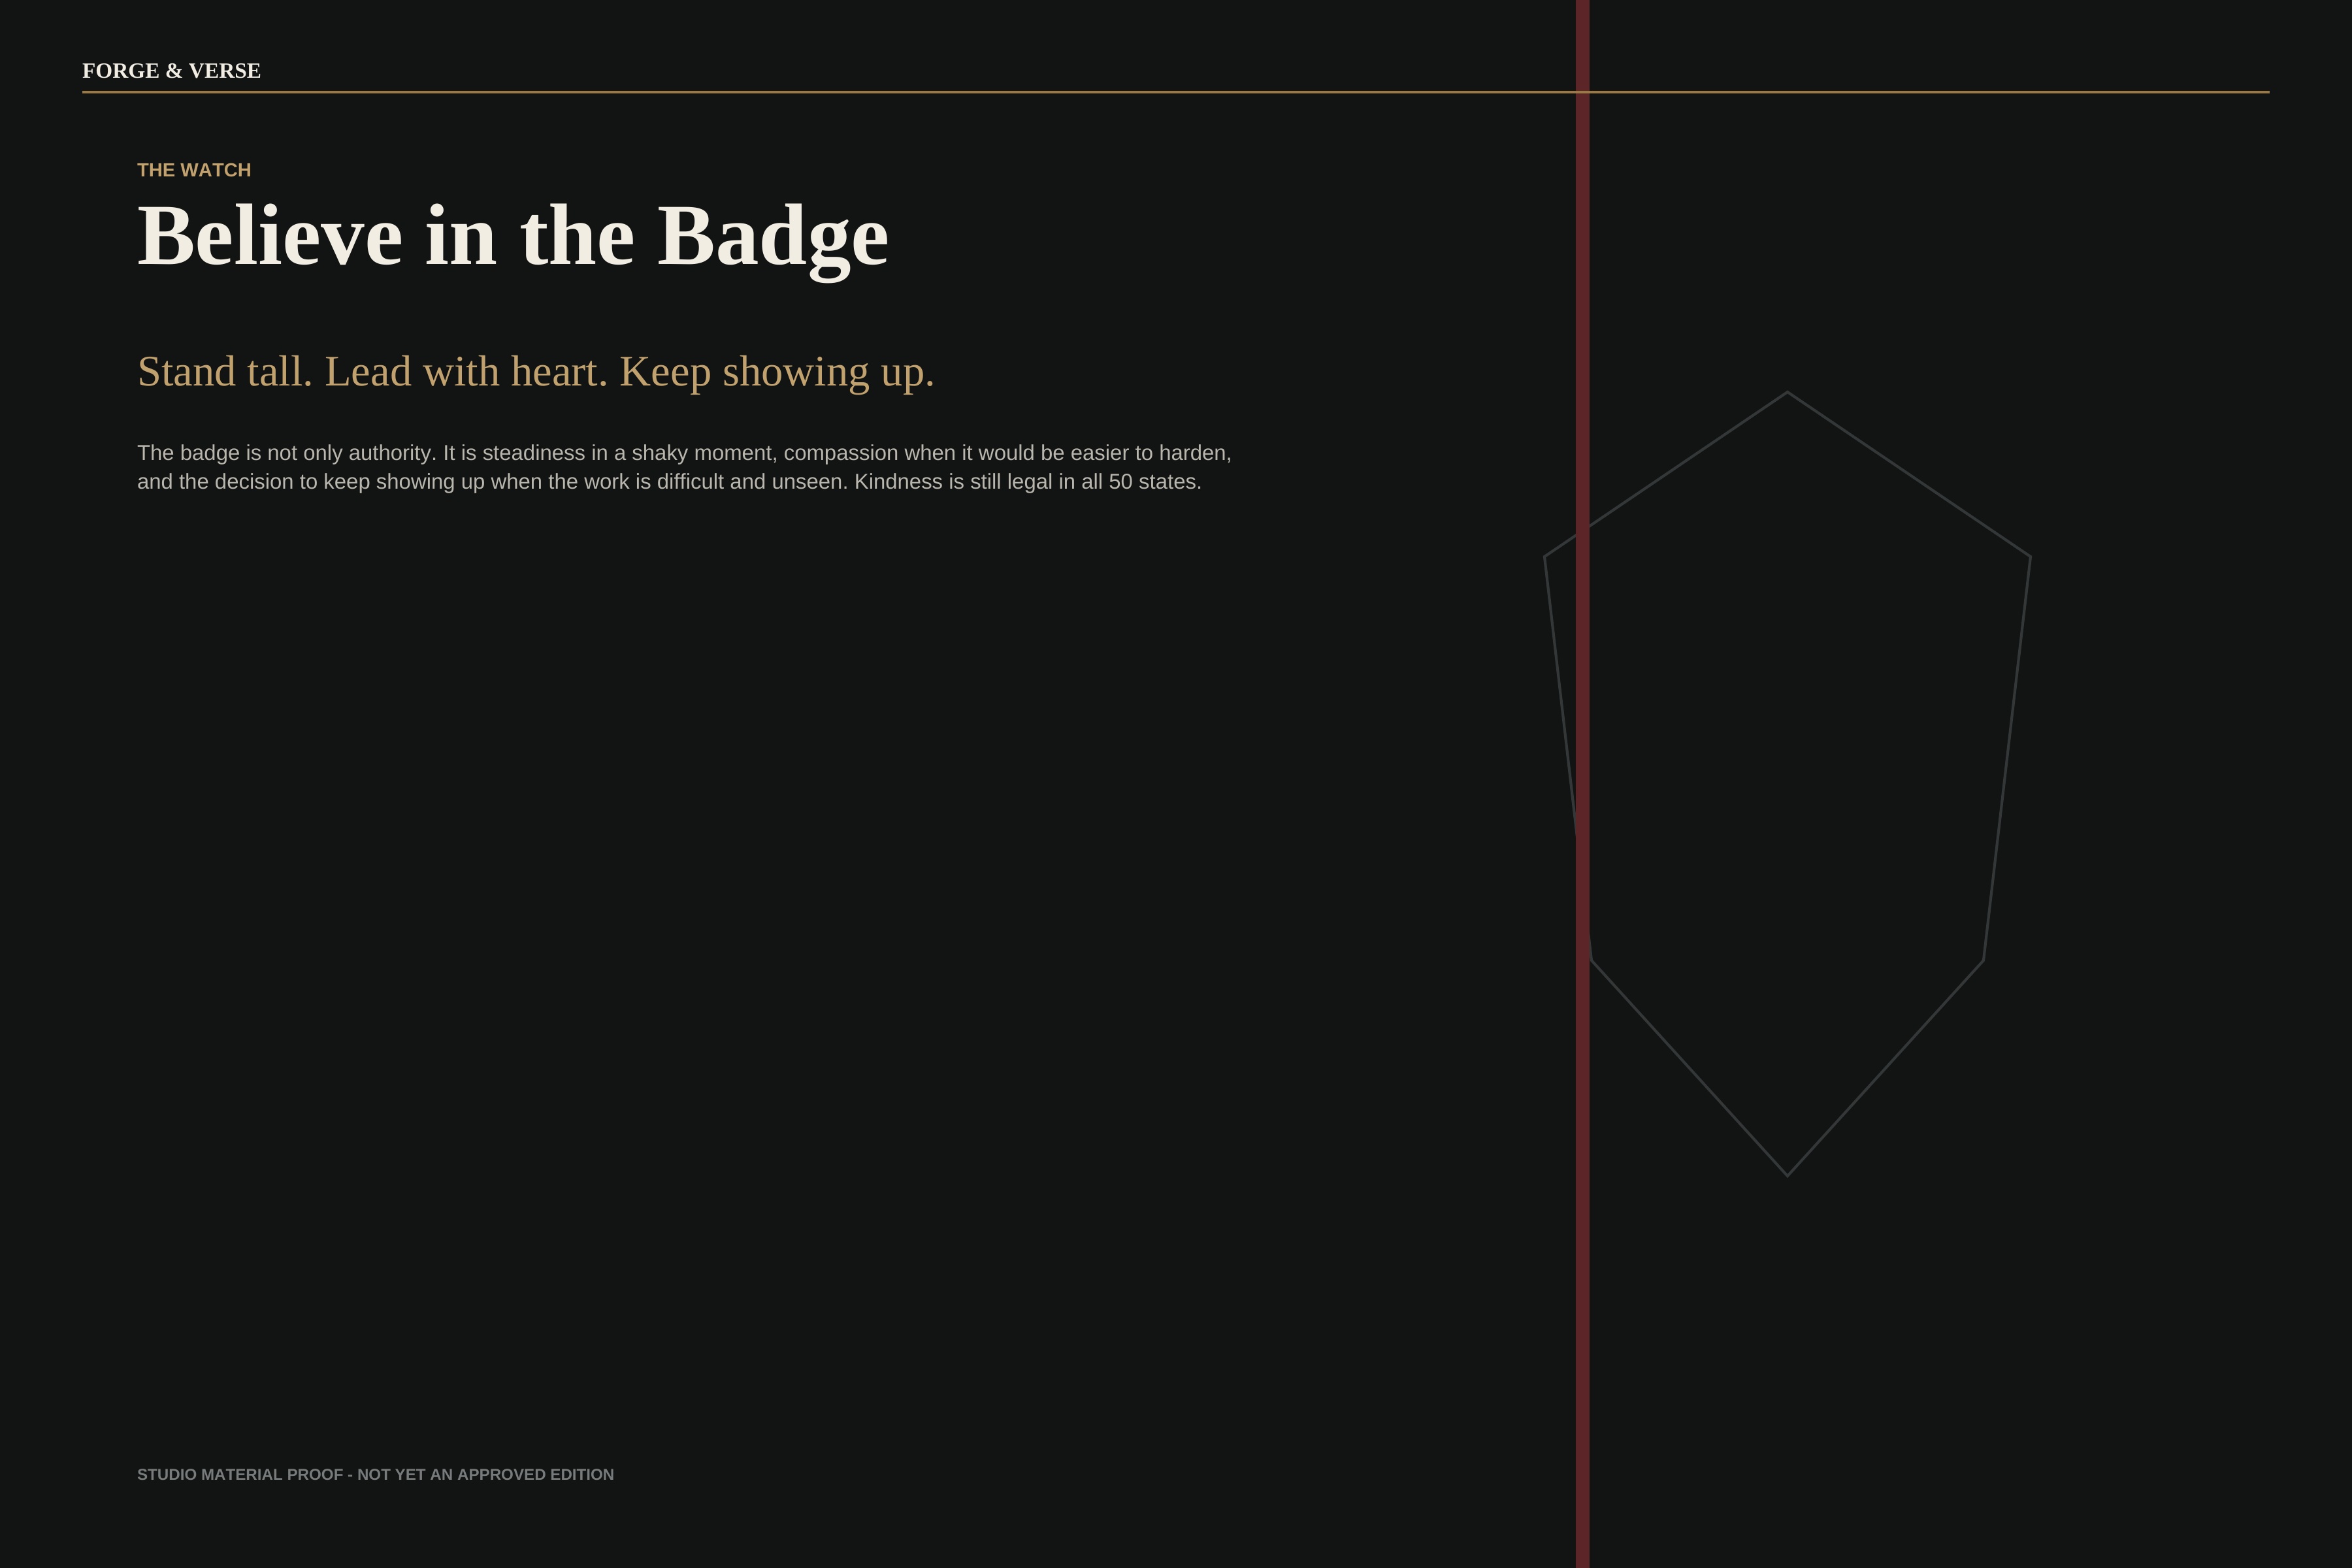 FORGE & VERSE
THE WATCH
Believe in the Badge
Stand tall. Lead with heart. Keep showing up.
The badge is not only authority. It is steadiness in a shaky moment, compassion when it would be easier to harden,
and the decision to keep showing up when the work is difficult and unseen. Kindness is still legal in all 50 states.
STUDIO MATERIAL PROOF - NOT YET AN APPROVED EDITION